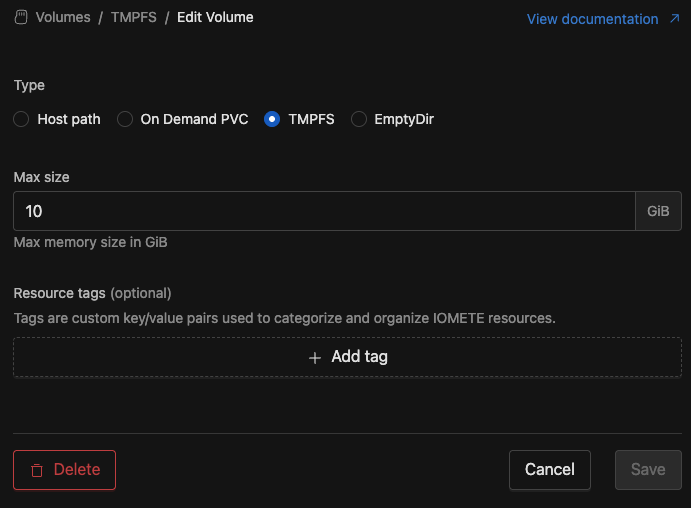 Volumes / TMPFS / Edit Volume View documentation
Type
Host path On Demand PVC TMPFS EmptyDir
Max size
10 GiB
Max memory size in GiB
Resource tags (optional)
Tags are custom key/value pairs used to categorize and organize IOMETE resources.
+ Add tag
Delete Cancel Save